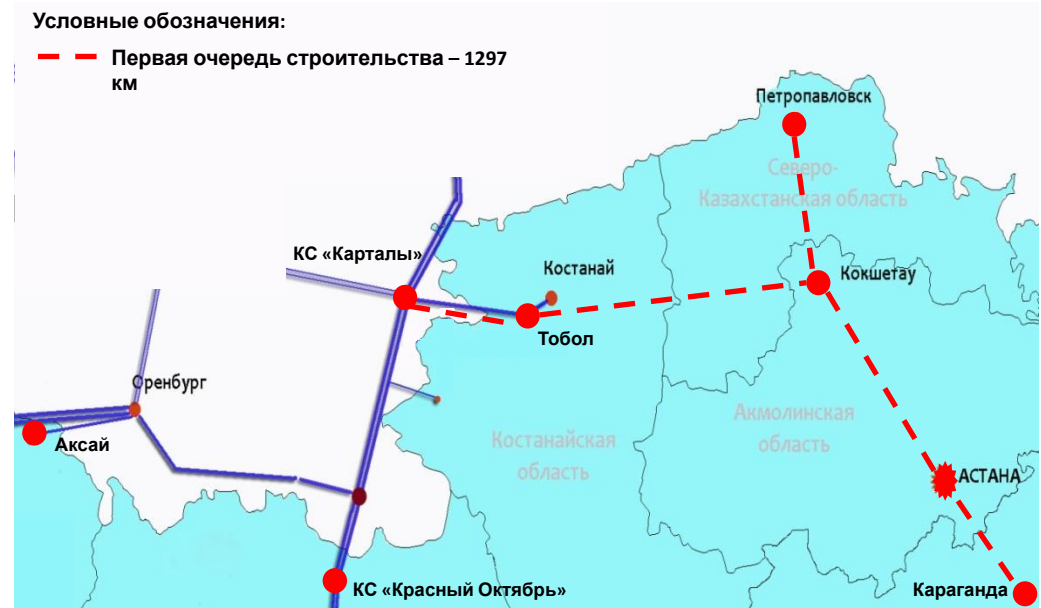 Условные обозначения:
Первая очередь строительства – 1297
км
Петропавловск
Северо-
Казахстанская область
КС «Карталы»
Костанай
Кокшетау
Тобол
Оренбург
Аксай
Костанайская
область
Акмолинская
область
АСТАНА
КС «Красный Октябрь»
Караганда